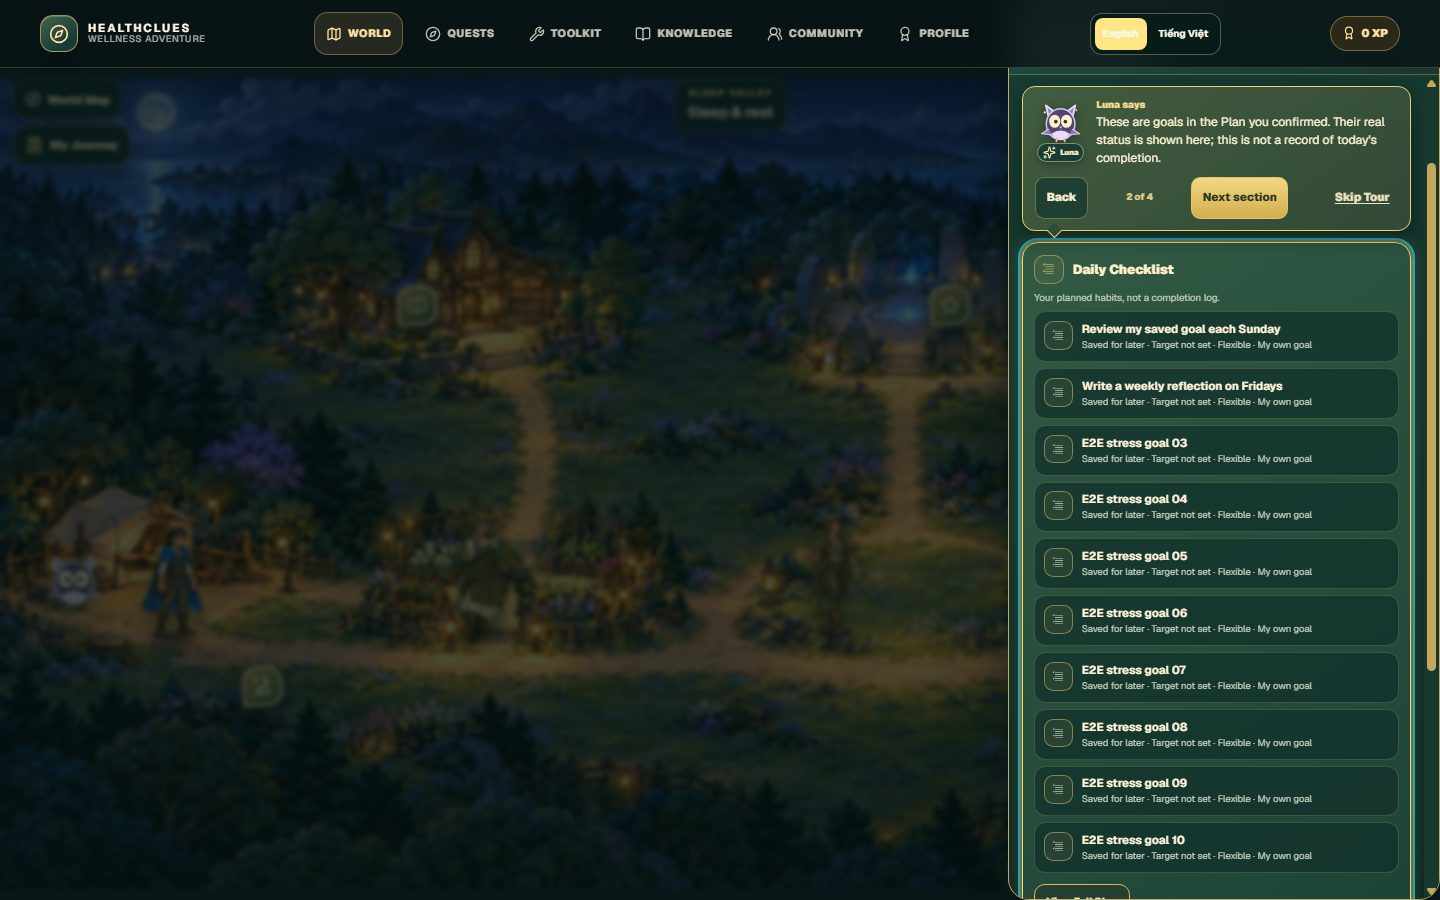 HEALTHCLUES
WELLNESS ADVENTURE
WORLD
QUESTS
TOOLKIT
KNOWLEDGE
COMMUNITY
PROFILE
English
Tiếng Việt
0 XP
World Map
My Journey
SLEEP VALLEY
Sleep & rest
Luna says
These are goals in the Plan you confirmed. Their real
status is shown here; this is not a record of today's
completion.
Luna
Back
2 of 4
Next section
Skip Tour
Daily Checklist
Your planned habits, not a completion log.
Review my saved goal each Sunday
Saved for later · Target not set · Flexible · My own goal
Write a weekly reflection on Fridays
Saved for later · Target not set · Flexible · My own goal
E2E stress goal 03
Saved for later · Target not set · Flexible · My own goal
E2E stress goal 04
Saved for later · Target not set · Flexible · My own goal
E2E stress goal 05
Saved for later · Target not set · Flexible · My own goal
E2E stress goal 06
Saved for later · Target not set · Flexible · My own goal
E2E stress goal 07
Saved for later · Target not set · Flexible · My own goal
E2E stress goal 08
Saved for later · Target not set · Flexible · My own goal
E2E stress goal 09
Saved for later · Target not set · Flexible · My own goal
E2E stress goal 10
Saved for later · Target not set · Flexible · My own goal